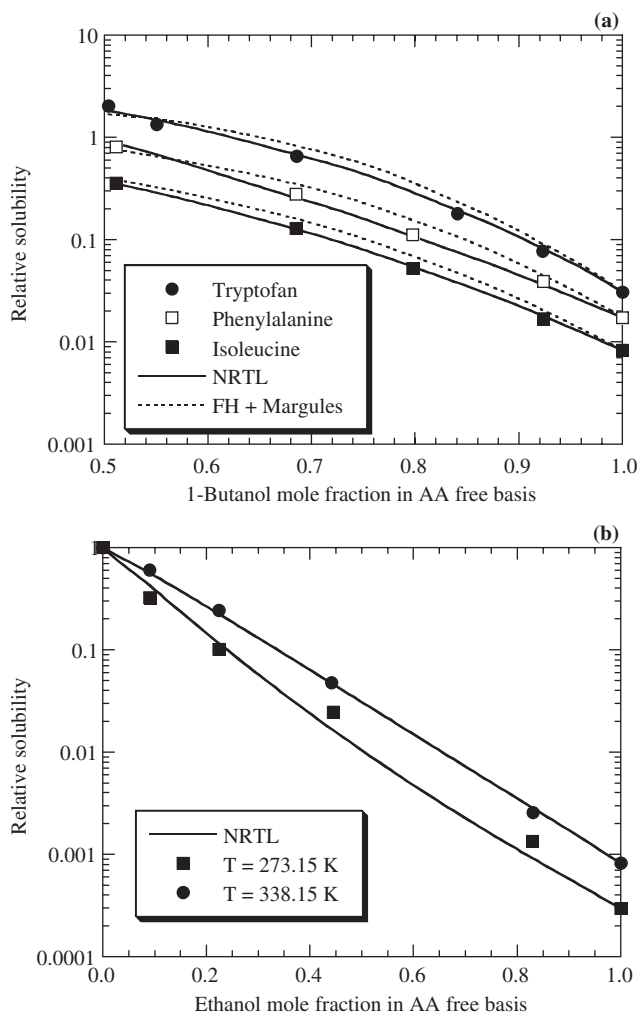 (a)
10
1
0.1
0.01
0.001
Relative solubility
Tryptofan
Phenylalanine
Isoleucine
NRTL
FH + Margules
0.5 0.6 0.7 0.8 0.9 1.0
1-Butanol mole fraction in AA free basis
(b)
1
0.1
0.01
0.001
0.0001
Relative solubility
NRTL
T = 273.15 K
T = 338.15 K
0.0 0.2 0.4 0.6 0.8 1.0
Ethanol mole fraction in AA free basis